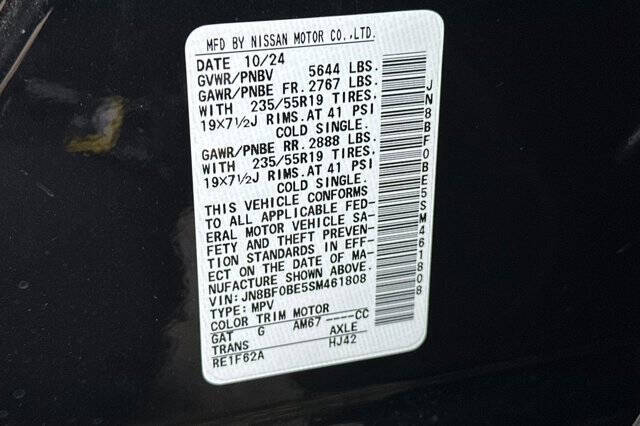 MFD BY NISSAN MOTOR CO.,LTD.
DATE 10/24
GVWR/PNBV 5644 LBS.
GAWR/PNBE FR. 2767 LBS.
WITH 235/55R19 TIRES.
19×7½J RIMS.AT 41 PSI
COLD SINGLE.
GAWR/PNBE RR. 2888 LBS.
WITH 235/55R19 TIRES.
19×7½J RIMS.AT 41 PSI
COLD SINGLE.
THIS VEHICLE CONFORMS
TO ALL APPLICABLE FED-
ERAL MOTOR VEHICLE SA-
FETY AND THEFT PREVEN-
TION STANDARDS IN EFF-
ECT ON THE DATE OF MA-
NUFACTURE SHOWN ABOVE.
VIN: JN8BF0BE5SM461808
TYPE: MPV
COLOR TRIM MOTOR
GAT G AM67 ----CC
TRANS AXLE
RE1F62A HJ42
JN8BF0BE5SM461808